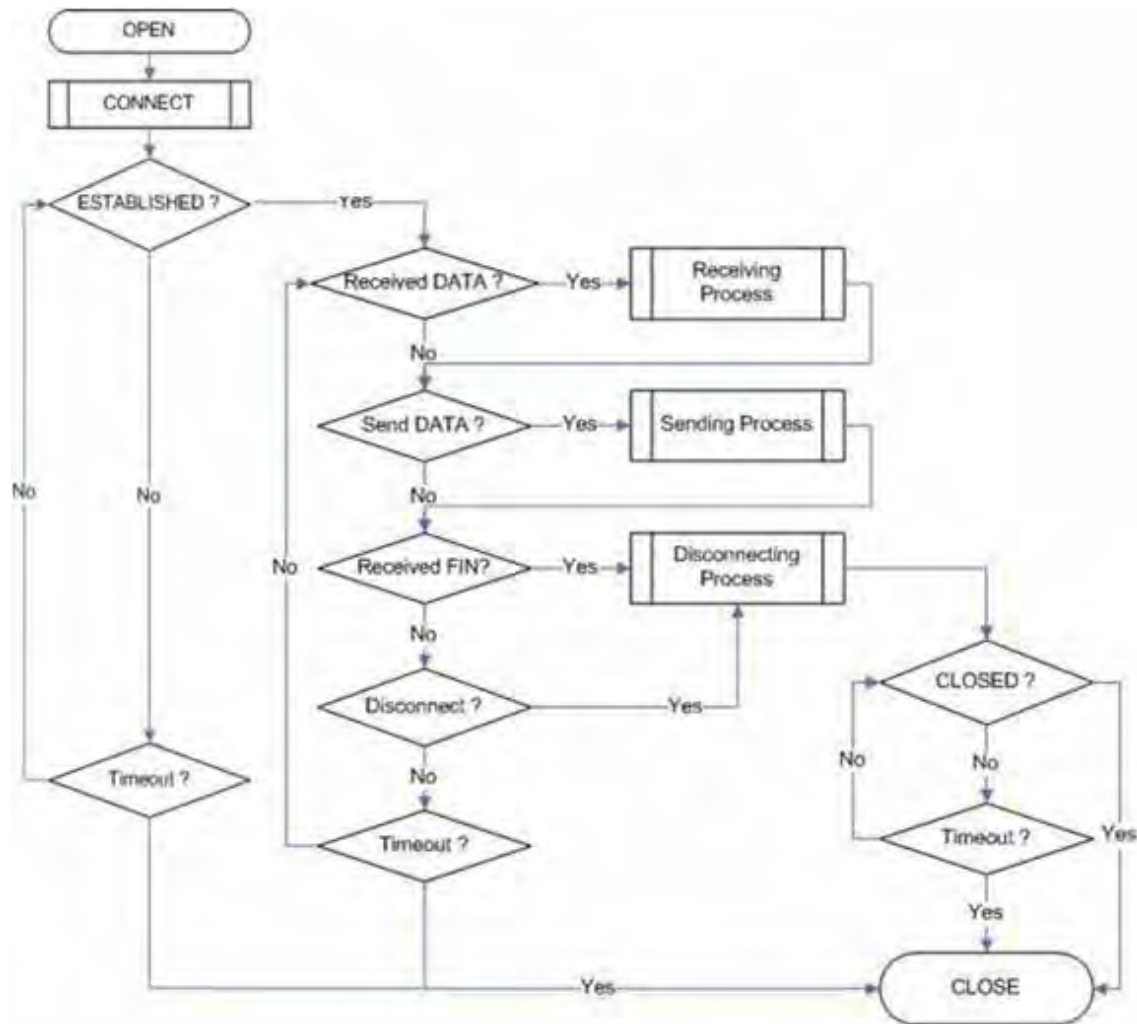 OPEN
CONNECT
ESTABLISHED ?
Yes
Received DATA ?
Yes
Receiving
Process
No
Send DATA ?
Yes
Sending Process
No
No
No
Received FIN?
Yes
Disconnecting
Process
No
No
Disconnect ?
Yes
CLOSED ?
No
No
No
Timeout ?
Timeout ?
Timeout ?
Yes
Yes
Yes
CLOSE